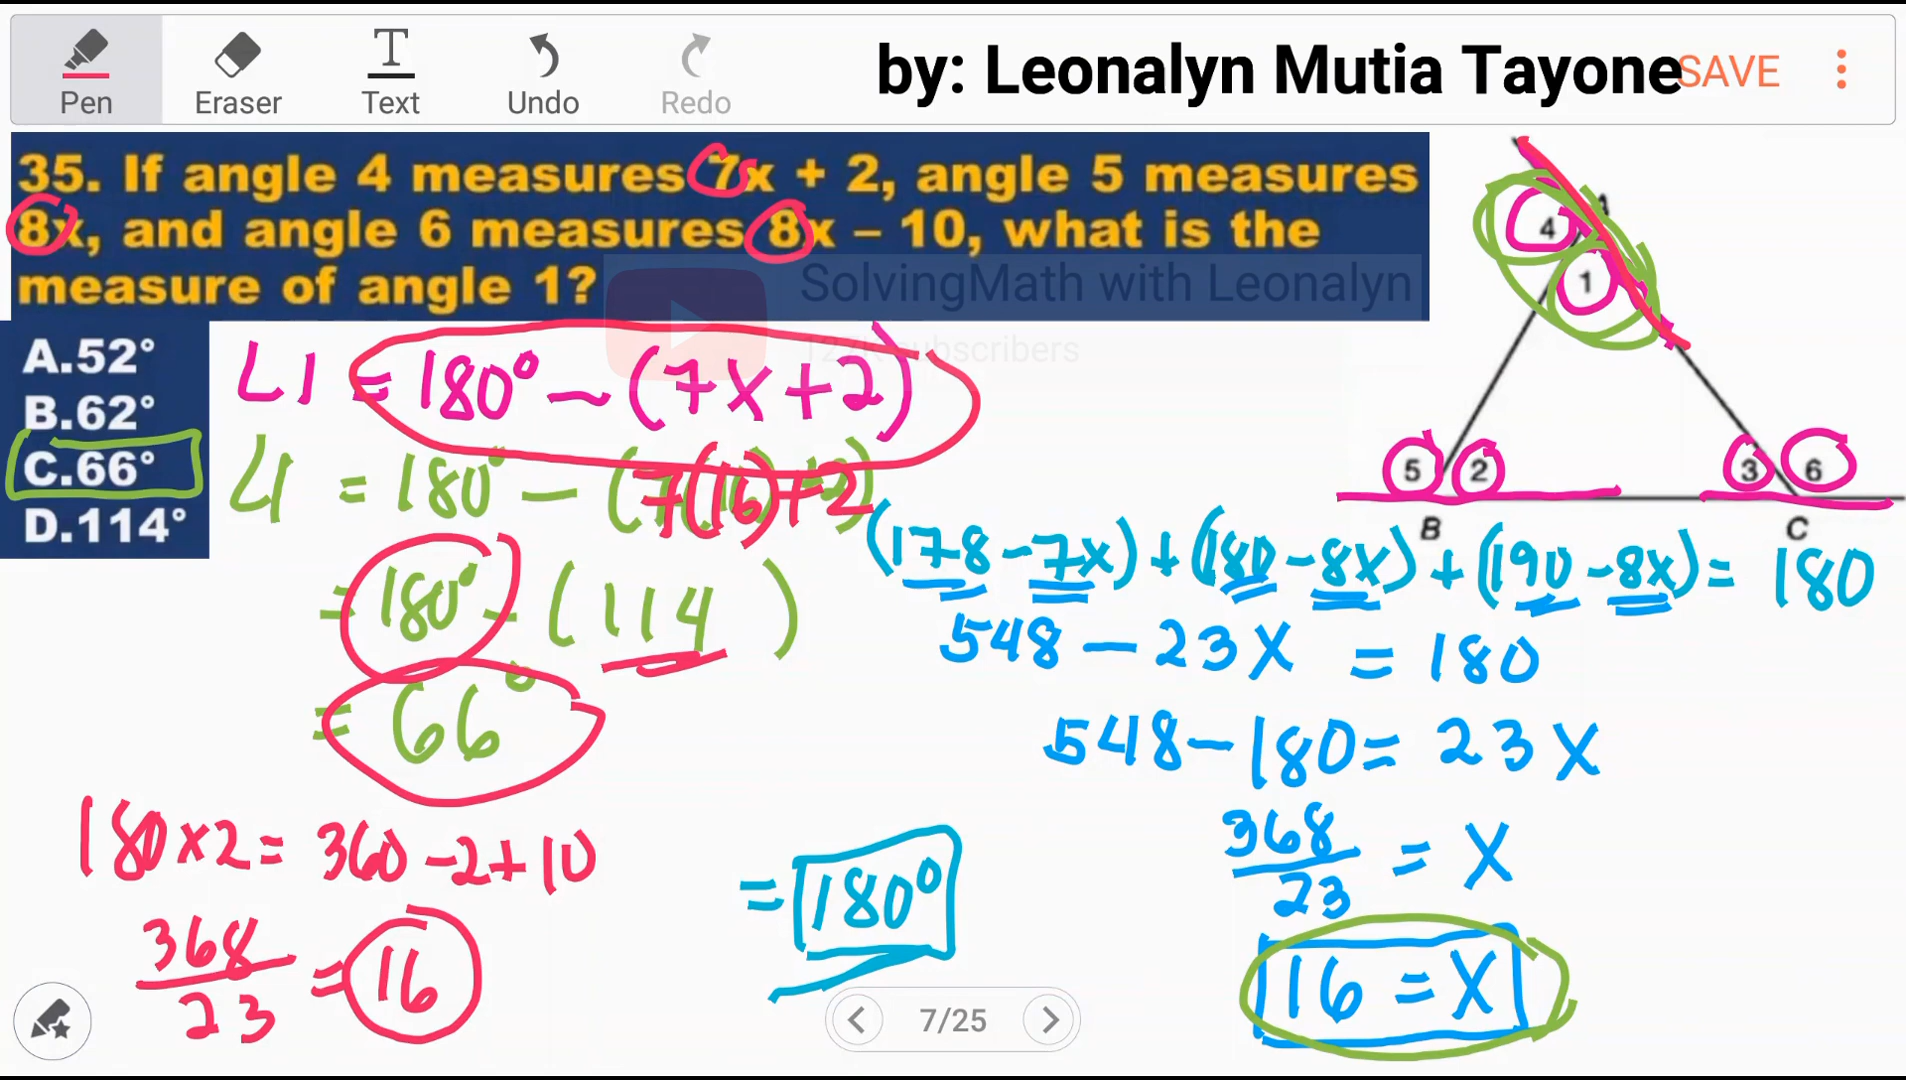 Pen
Eraser
Text
Undo
Redo
by: Leonalyn Mutia Tayone
SAVE
35. If angle 4 measures 7x + 2, angle 5 measures
8x, and angle 6 measures 8x – 10, what is the
measure of angle 1?
SolvingMath with Leonalyn
subscribers
A.52°
B.62°
C.66°
D.114°
∠1 = 180° - (7x+2)
∠1 = 180° - (7(16)+2)
= 180° - (114)
= 66°
180×2 = 360-2+10
368/23 = 16
= 180°
A
4
1
5
2
3
6
B
C
(178-7x)+(180-8x)+(190-8x)=180
548 - 23x = 180
548-180= 23x
368/23 = x
16 = x
7/25